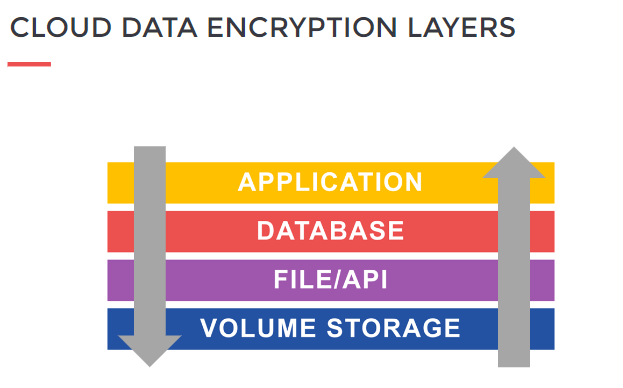 CLOUD DATA ENCRYPTION LAYERS
APPLICATION
DATABASE
FILE/API
VOLUME STORAGE